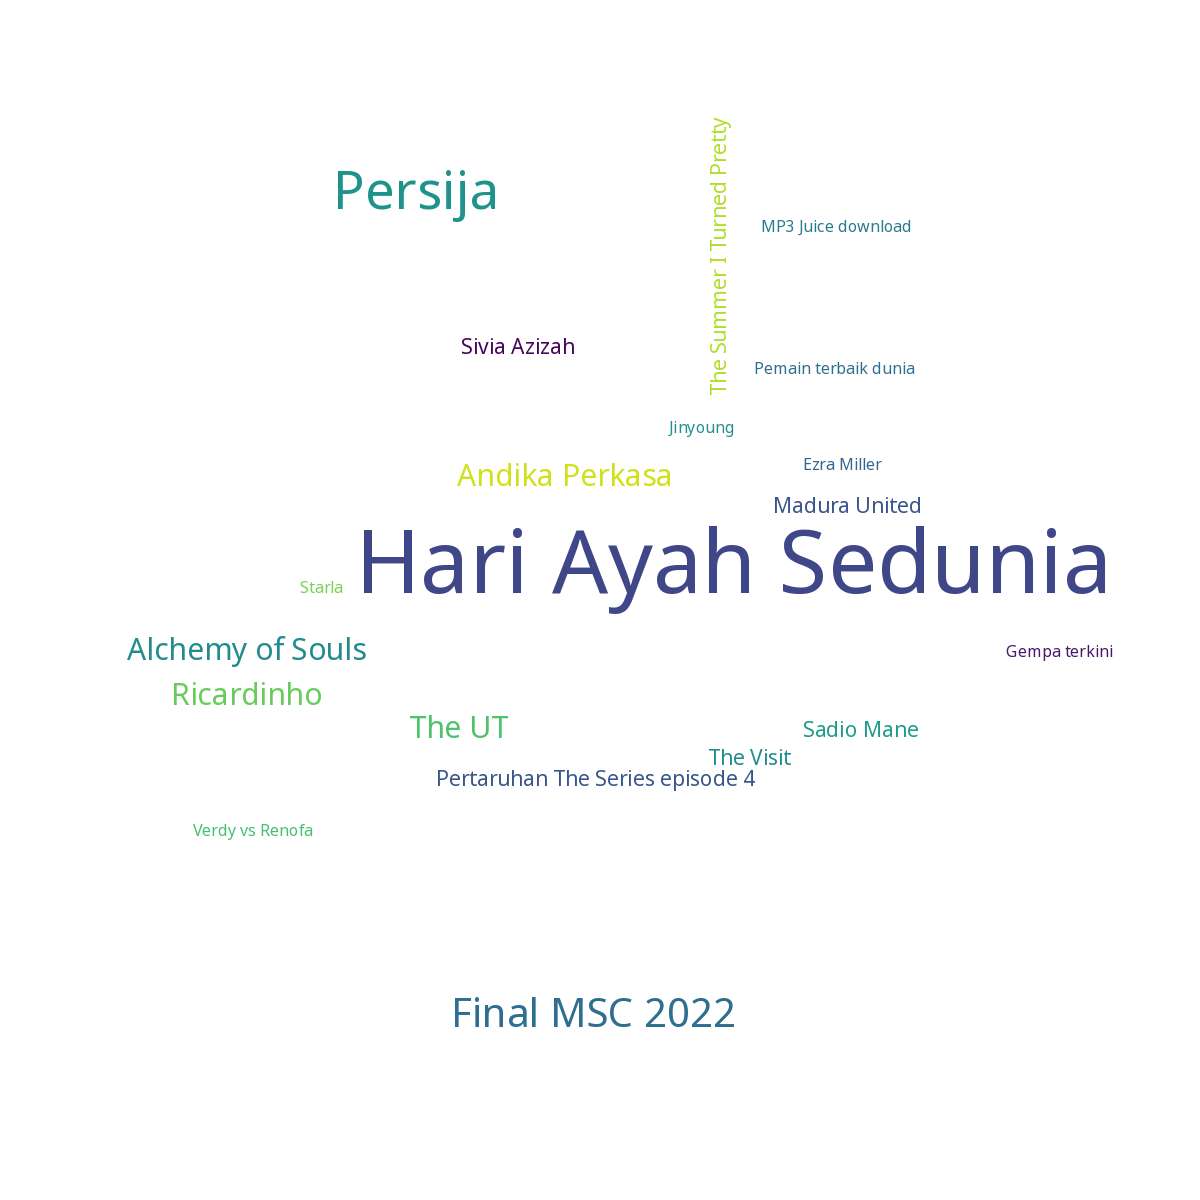 The Summer I Turned Pretty
Persija
MP3 Juice download
Sivia Azizah
Pemain terbaik dunia
Jinyoung
Ezra Miller
Andika Perkasa
Madura United
Hari Ayah Sedunia
Starla
Alchemy of Souls
Gempa terkini
Ricardinho
The UT
Sadio Mane
The Visit
Pertaruhan The Series episode 4
Verdy vs Renofa
Final MSC 2022